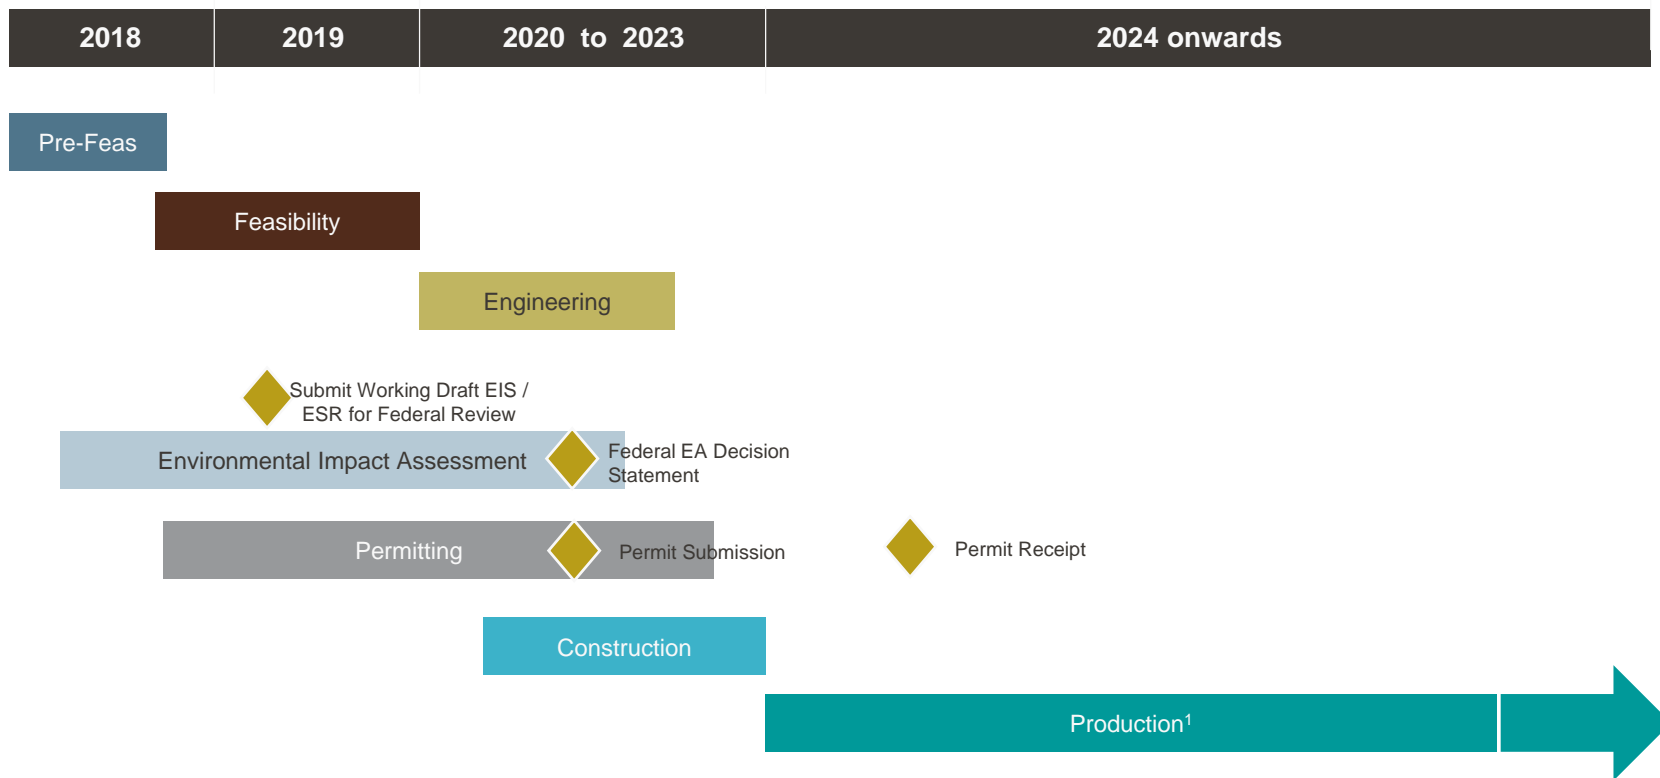 2018 2019 2020 to 2023 2024 onwards
Pre-Feas
Feasibility
Engineering
Submit Working Draft EIS /
ESR for Federal Review
Environmental Impact Assessment
Federal EA Decision
Statement
Permitting
Permit Submission
Permit Receipt
Construction
Production¹